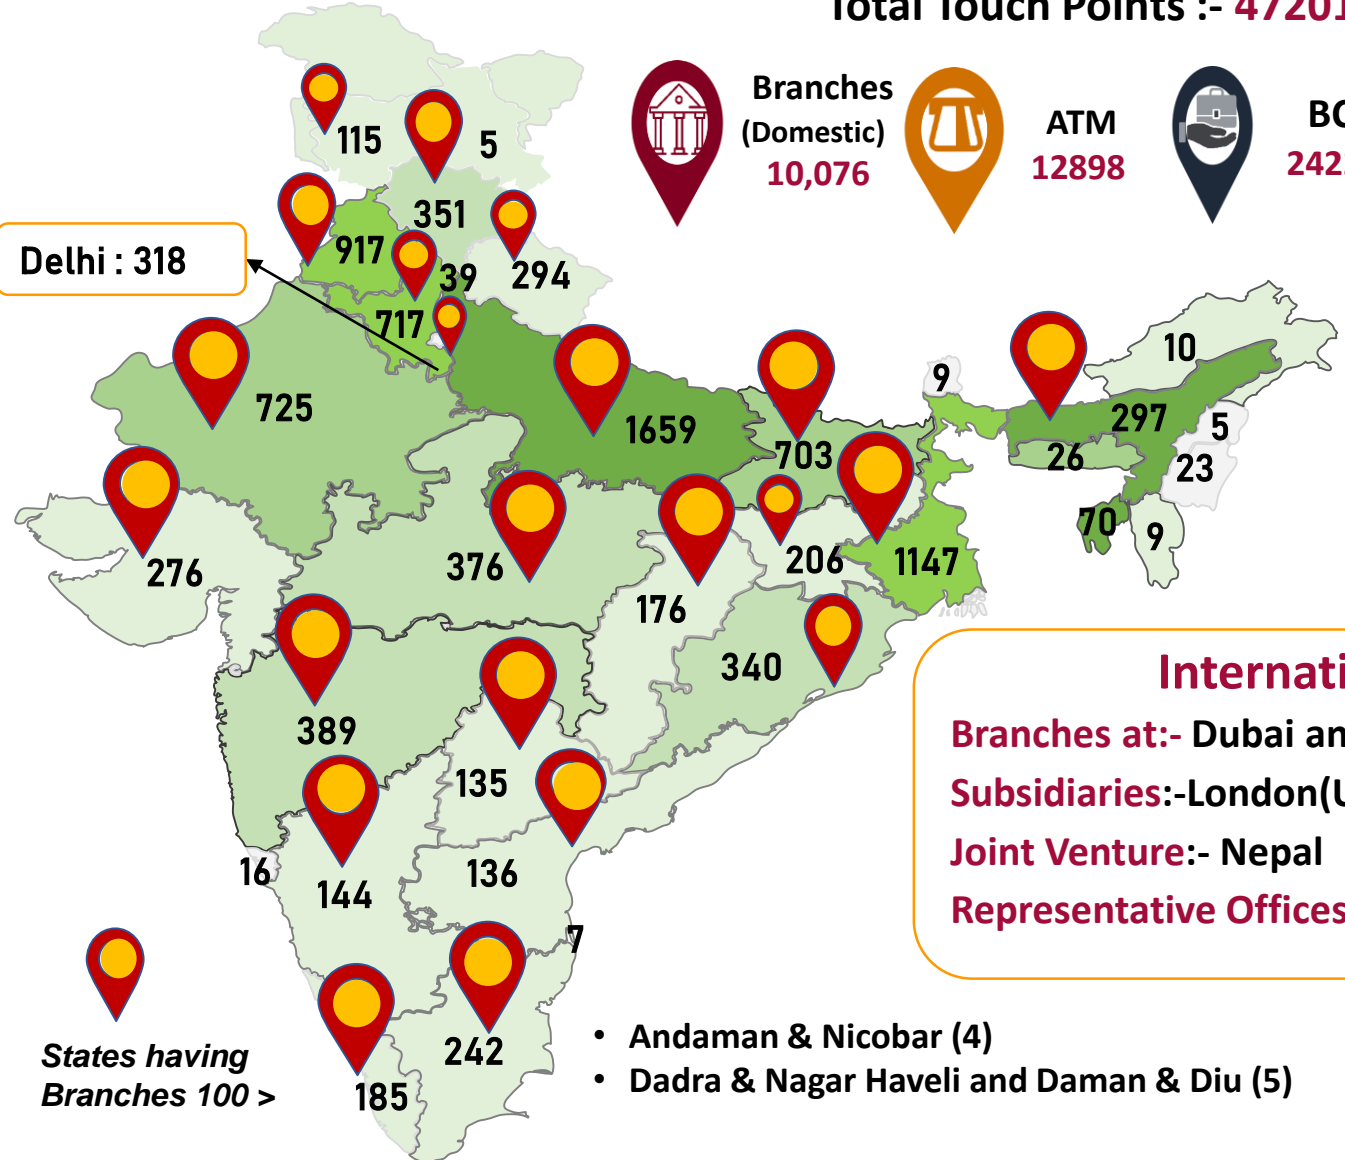 Total Touch Points :- 47201
Branches
(Domestic)
10,076
ATM
12898
BC
242
115
5
351
917
39
294
Delhi : 318
717
725
1659
703
9
10
297
5
26
23
70
9
276
376
206
1147
176
340
389
135
136
16
144
7
242
185
Internati
Branches at:- Dubai an
Subsidiaries:-London(U
Joint Venture:- Nepal
Representative Offices
States having
Branches 100 >
• Andaman & Nicobar (4)
• Dadra & Nagar Haveli and Daman & Diu (5)